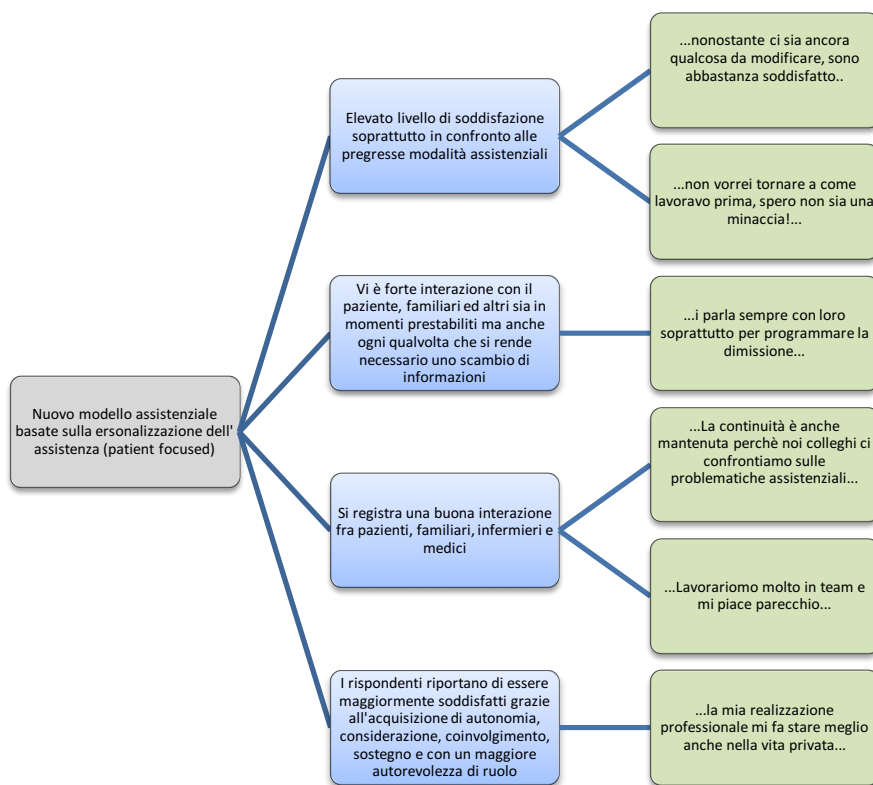 Nuovo modello assistenziale
basate sulla ersonalizzazione dell'
assistenza (patient focused)
Elevato livello di soddisfazione
soprattutto in confronto alle
pregresse modalità assistenziali
...nonostante ci sia ancora
qualcosa da modificare, sono
abbastanza soddisfatto..
...non vorrei tornare a come
lavoravo prima, spero non sia una
minaccia!...
Vi è forte interazione con il
paziente, familiari ed altri sia in
momenti prestabiliti ma anche
ogni qualvolta che si rende
necessario uno scambio di
informazioni
...i parla sempre con loro
soprattutto per programmare la
dimissione...
Si registra una buona interazione
fra pazienti, familiari, infermieri e
medici
...La continuità è anche
mantenuta perchè noi colleghi ci
confrontiamo sulle
problematiche assistenziali...
...Lavorariomo molto in team e
mi piace parecchio...
I rispondenti riportano di essere
maggiormente soddisfatti grazie
all'acquisizione di autonomia,
considerazione, coinvolgimento,
sostegno e con un maggiore
autorevolezza di ruolo
...la mia realizzazione
professionale mi fa stare meglio
anche nella vita privata...